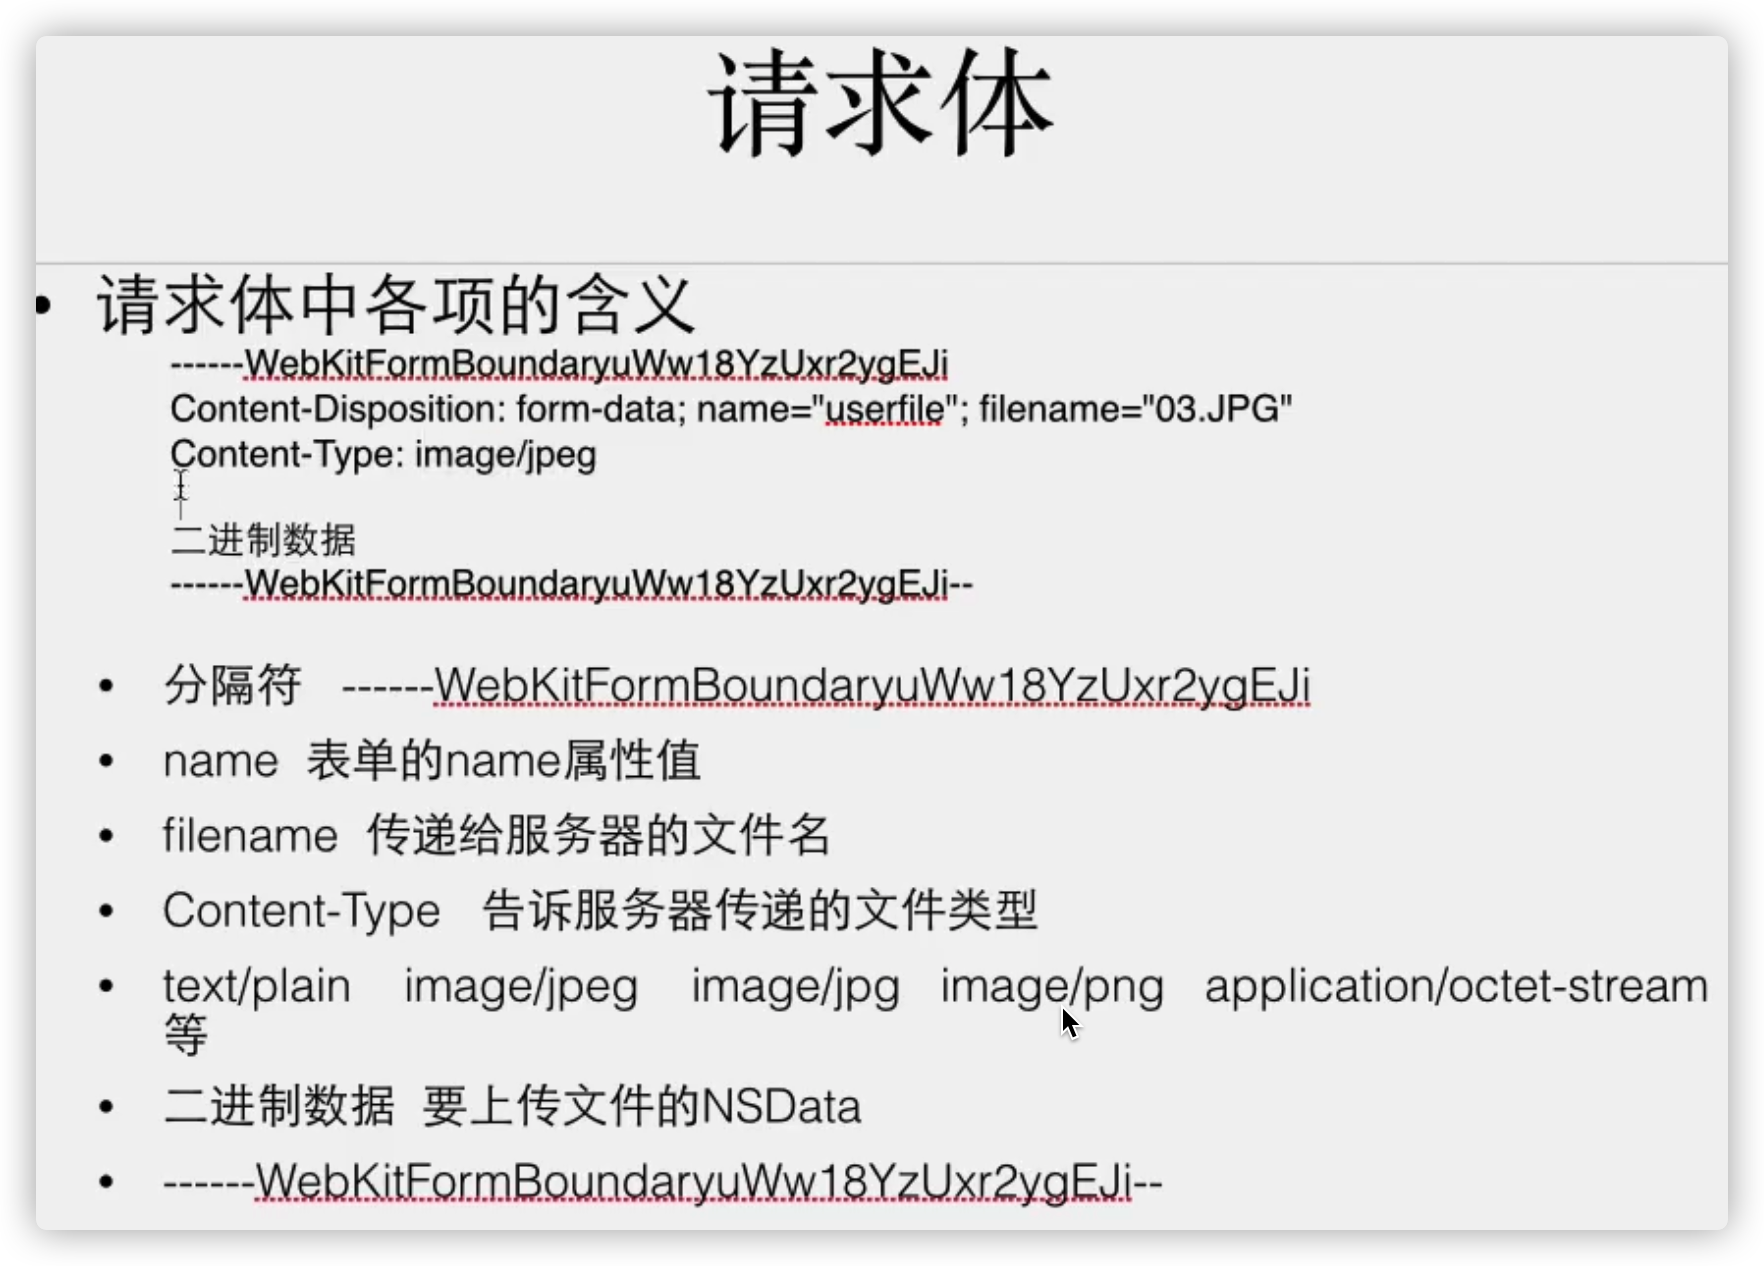 请求体
• 请求体中各项的含义
------WebKitFormBoundaryuWw18YzUxr2ygEJi
Content-Disposition: form-data; name="userfile"; filename="03.JPG"
Content-Type: image/jpeg
二进制数据
------WebKitFormBoundaryuWw18YzUxr2ygEJi--
• 分隔符 ------WebKitFormBoundaryuWw18YzUxr2ygEJi
• name 表单的name属性值
• filename 传递给服务器的文件名
• Content-Type 告诉服务器传递的文件类型
• text/plain image/jpeg image/jpg image/png application/octet-stream
等
• 二进制数据 要上传文件的NSData
• ------WebKitFormBoundaryuWw18YzUxr2ygEJi--